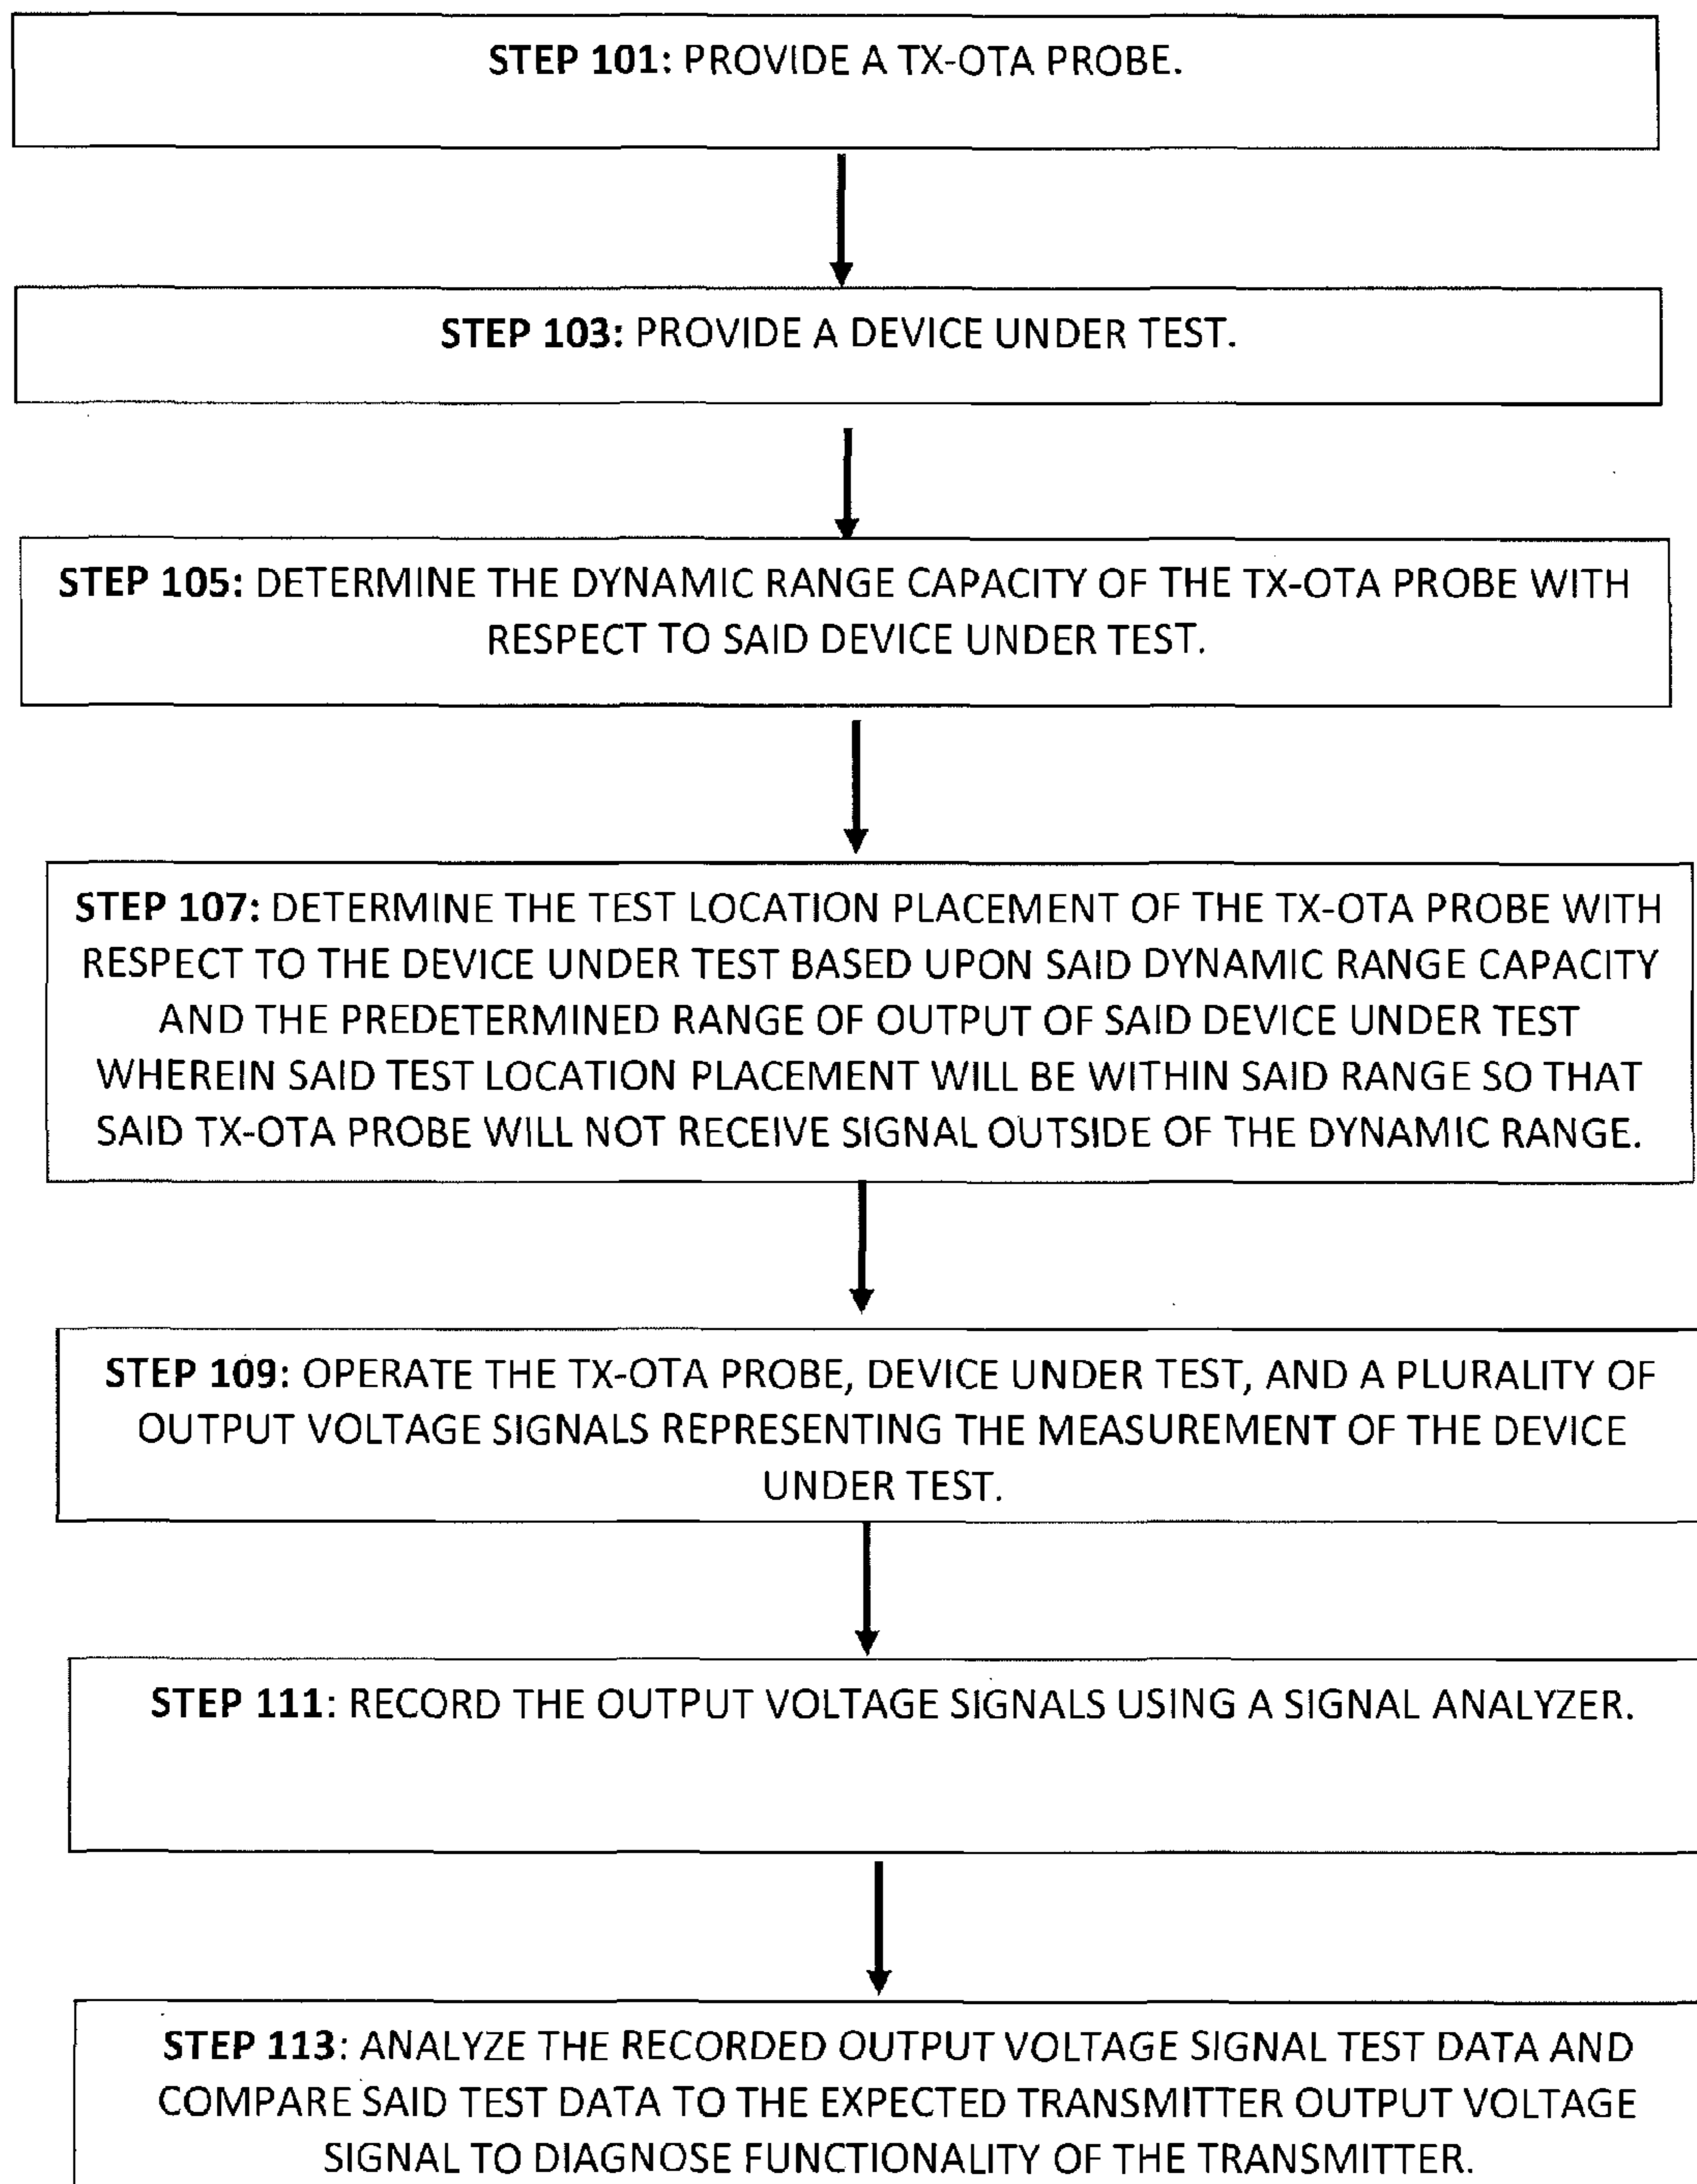 STEP 101: PROVIDE A TX-OTA PROBE.
STEP 103: PROVIDE A DEVICE UNDER TEST.
STEP 105: DETERMINE THE DYNAMIC RANGE CAPACITY OF THE TX-OTA PROBE WITH
RESPECT TO SAID DEVICE UNDER TEST.
STEP 107: DETERMINE THE TEST LOCATION PLACEMENT OF THE TX-OTA PROBE WITH
RESPECT TO THE DEVICE UNDER TEST BASED UPON SAID DYNAMIC RANGE CAPACITY
AND THE PREDETERMINED RANGE OF OUTPUT OF SAID DEVICE UNDER TEST
WHEREIN SAID TEST LOCATION PLACEMENT WILL BE WITHIN SAID RANGE SO THAT
SAID TX-OTA PROBE WILL NOT RECEIVE SIGNAL OUTSIDE OF THE DYNAMIC RANGE.
STEP 109: OPERATE THE TX-OTA PROBE, DEVICE UNDER TEST, AND A PLURALITY OF
OUTPUT VOLTAGE SIGNALS REPRESENTING THE MEASUREMENT OF THE DEVICE
UNDER TEST.
STEP 111: RECORD THE OUTPUT VOLTAGE SIGNALS USING A SIGNAL ANALYZER.
STEP 113: ANALYZE THE RECORDED OUTPUT VOLTAGE SIGNAL TEST DATA AND
COMPARE SAID TEST DATA TO THE EXPECTED TRANSMITTER OUTPUT VOLTAGE
SIGNAL TO DIAGNOSE FUNCTIONALITY OF THE TRANSMITTER.